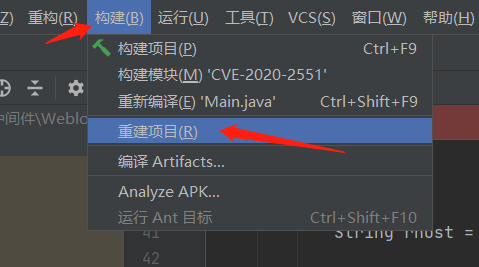 Z) 重构(R) 构建(B) 运行(U) 工具(T) VCS(S) 窗口(W) 帮助(H)
构建项目(P) Ctrl+F9
构建模块(M) 'CVE-2020-2551'
重新编译(E) 'Main.java' Ctrl+Shift+F9
中间件\Weblo
重建项目(R)
编译 Artifacts...
Analyze APK...
运行 Ant 目标 Ctrl+Shift+F10
41 String rhost =
42